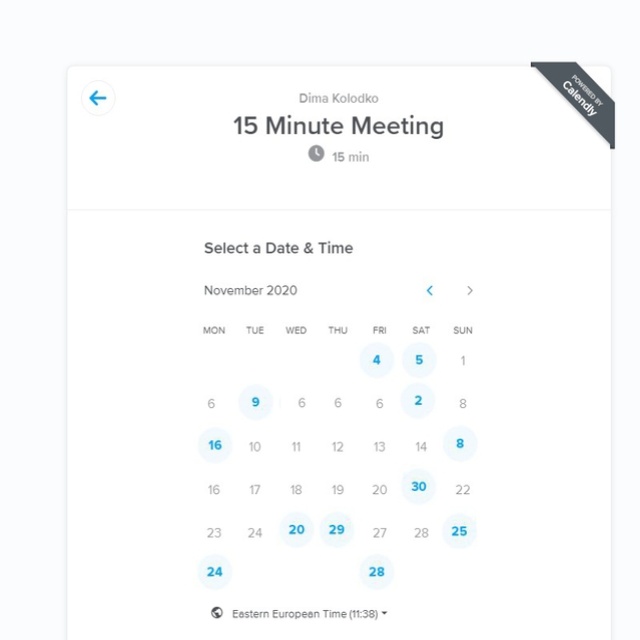 POWERED BY
Calendly
Dima Kolodko
15 Minute Meeting
15 min
Select a Date & Time
November 2020
MON TUE WED THU FRI SAT SUN
4 5 1
6 9 6 6 6 2 8
16 10 11 12 13 14 8
16 17 18 19 20 30 22
23 24 20 29 27 28 25
24 28
Eastern European Time (11:38)